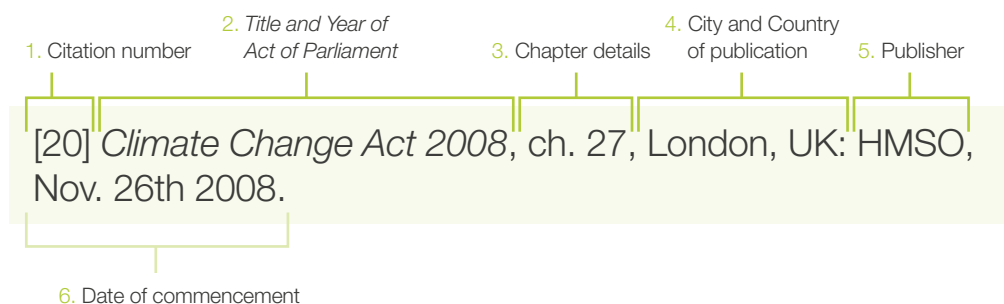 2. Title and Year of
Act of Parliament
4. City and Country
of publication
1. Citation number
3. Chapter details
5. Publisher
[20] Climate Change Act 2008, ch. 27, London, UK: HMSO,
Nov. 26th 2008.
6. Date of commencement